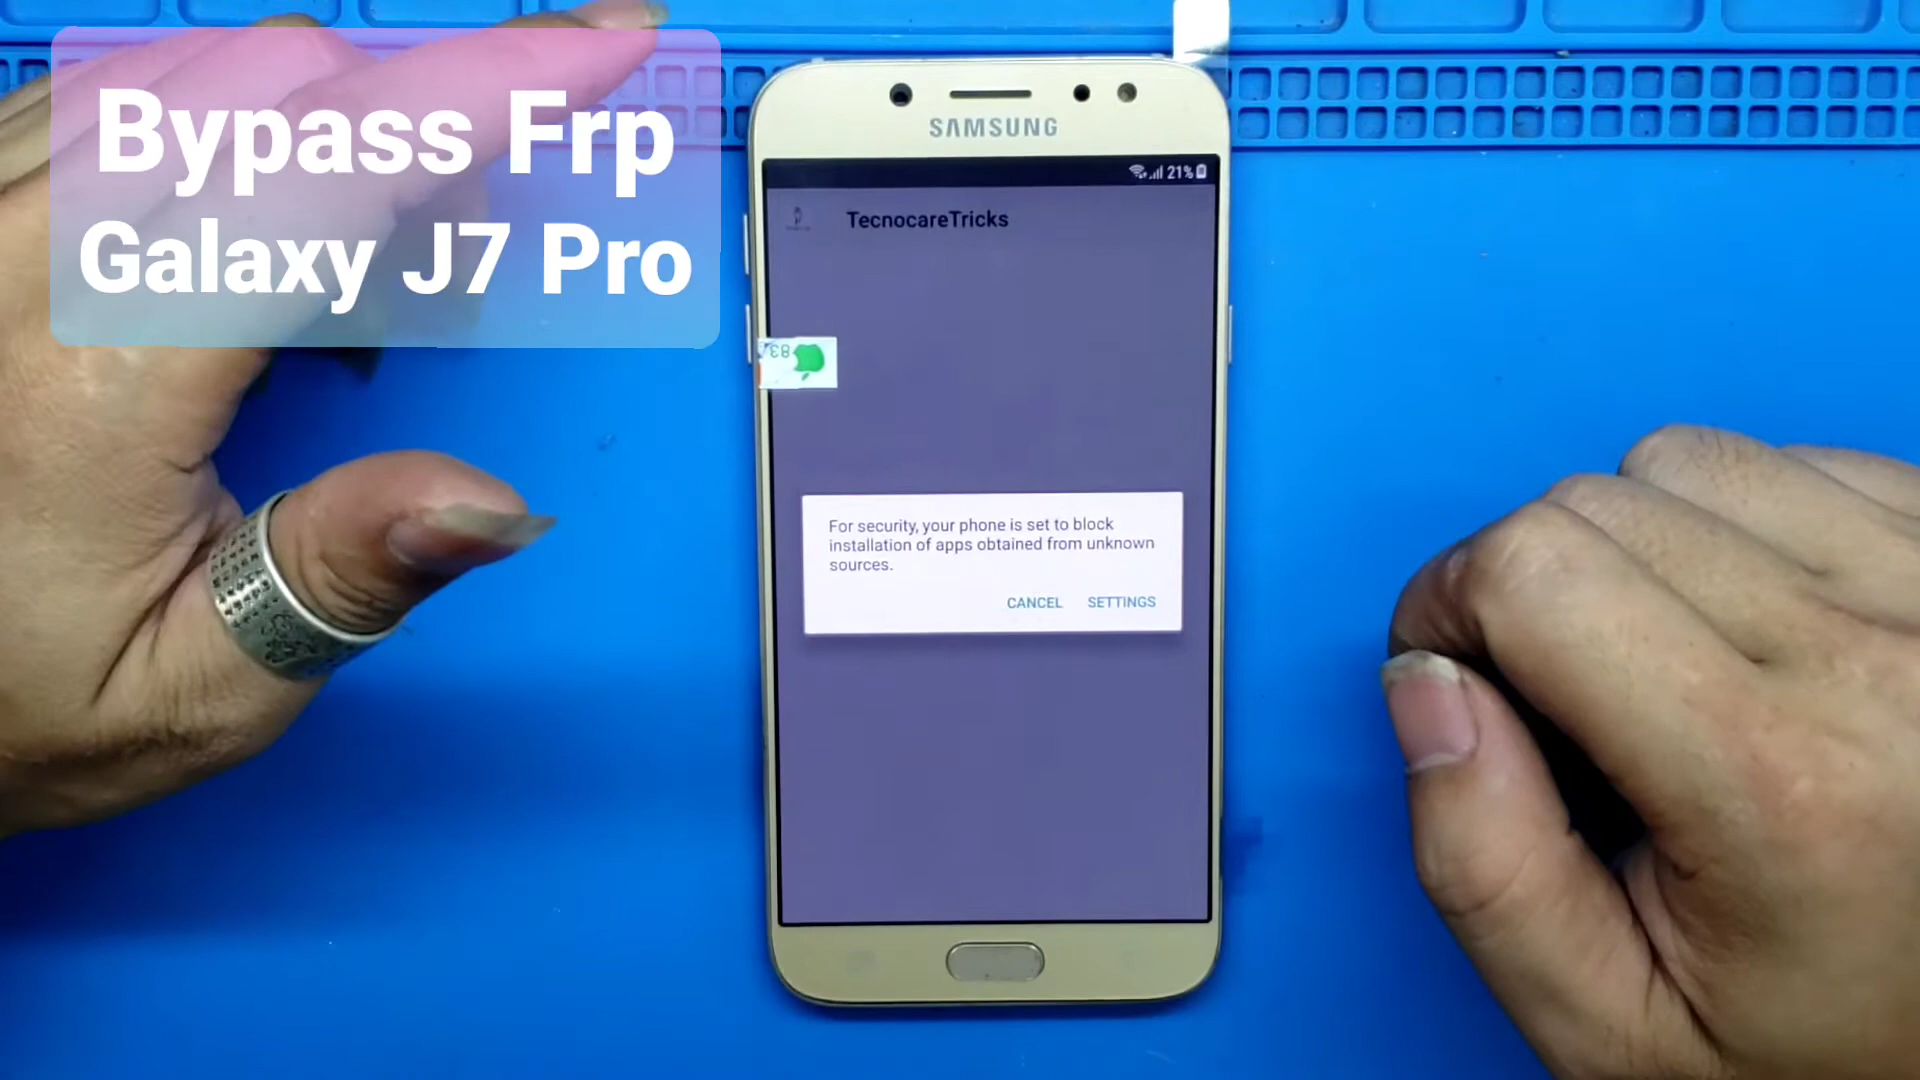 Bypass Frp
Galaxy J7 Pro
SAMSUNG
21%
TecnocareTricks
83
For security, your phone is set to block
installation of apps obtained from unknown
sources.
CANCEL SETTINGS